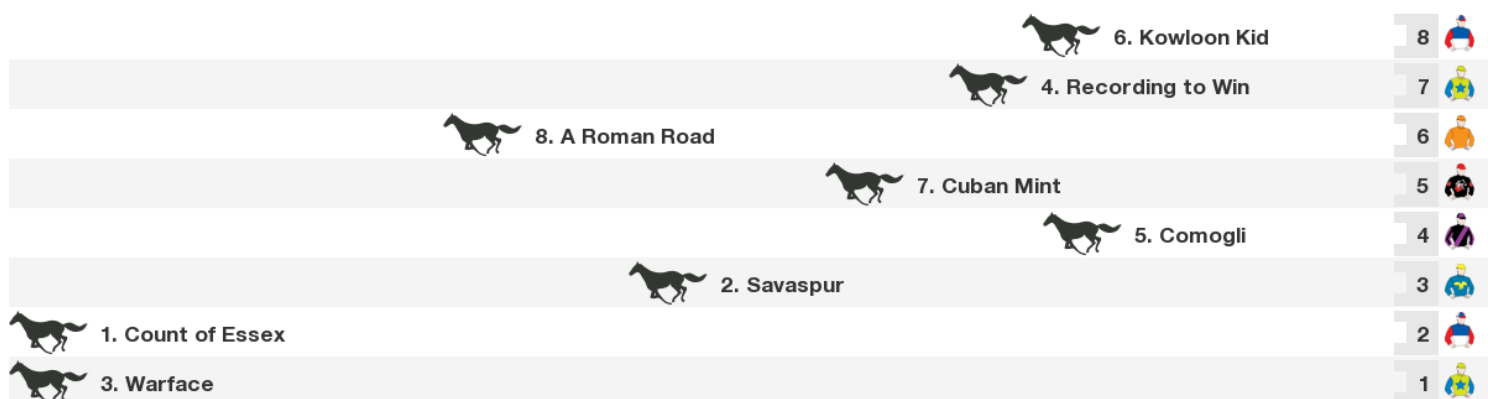 6. Kowloon Kid 8
4. Recording to Win 7
8. A Roman Road 6
7. Cuban Mint 5
5. Comogli 4
2. Savaspur 3
1. Count of Essex 2
3. Warface 1